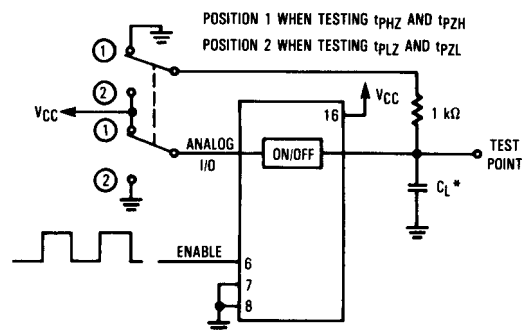 POSITION 1 WHEN TESTING tPHZ AND tPZH
POSITION 2 WHEN TESTING tPLZ AND tPZL
1
2
VCC
1
2
ANALOG
I/O
ON/OFF
16
VCC
1 kΩ
TEST
POINT
CL*
ENABLE
6
7
8